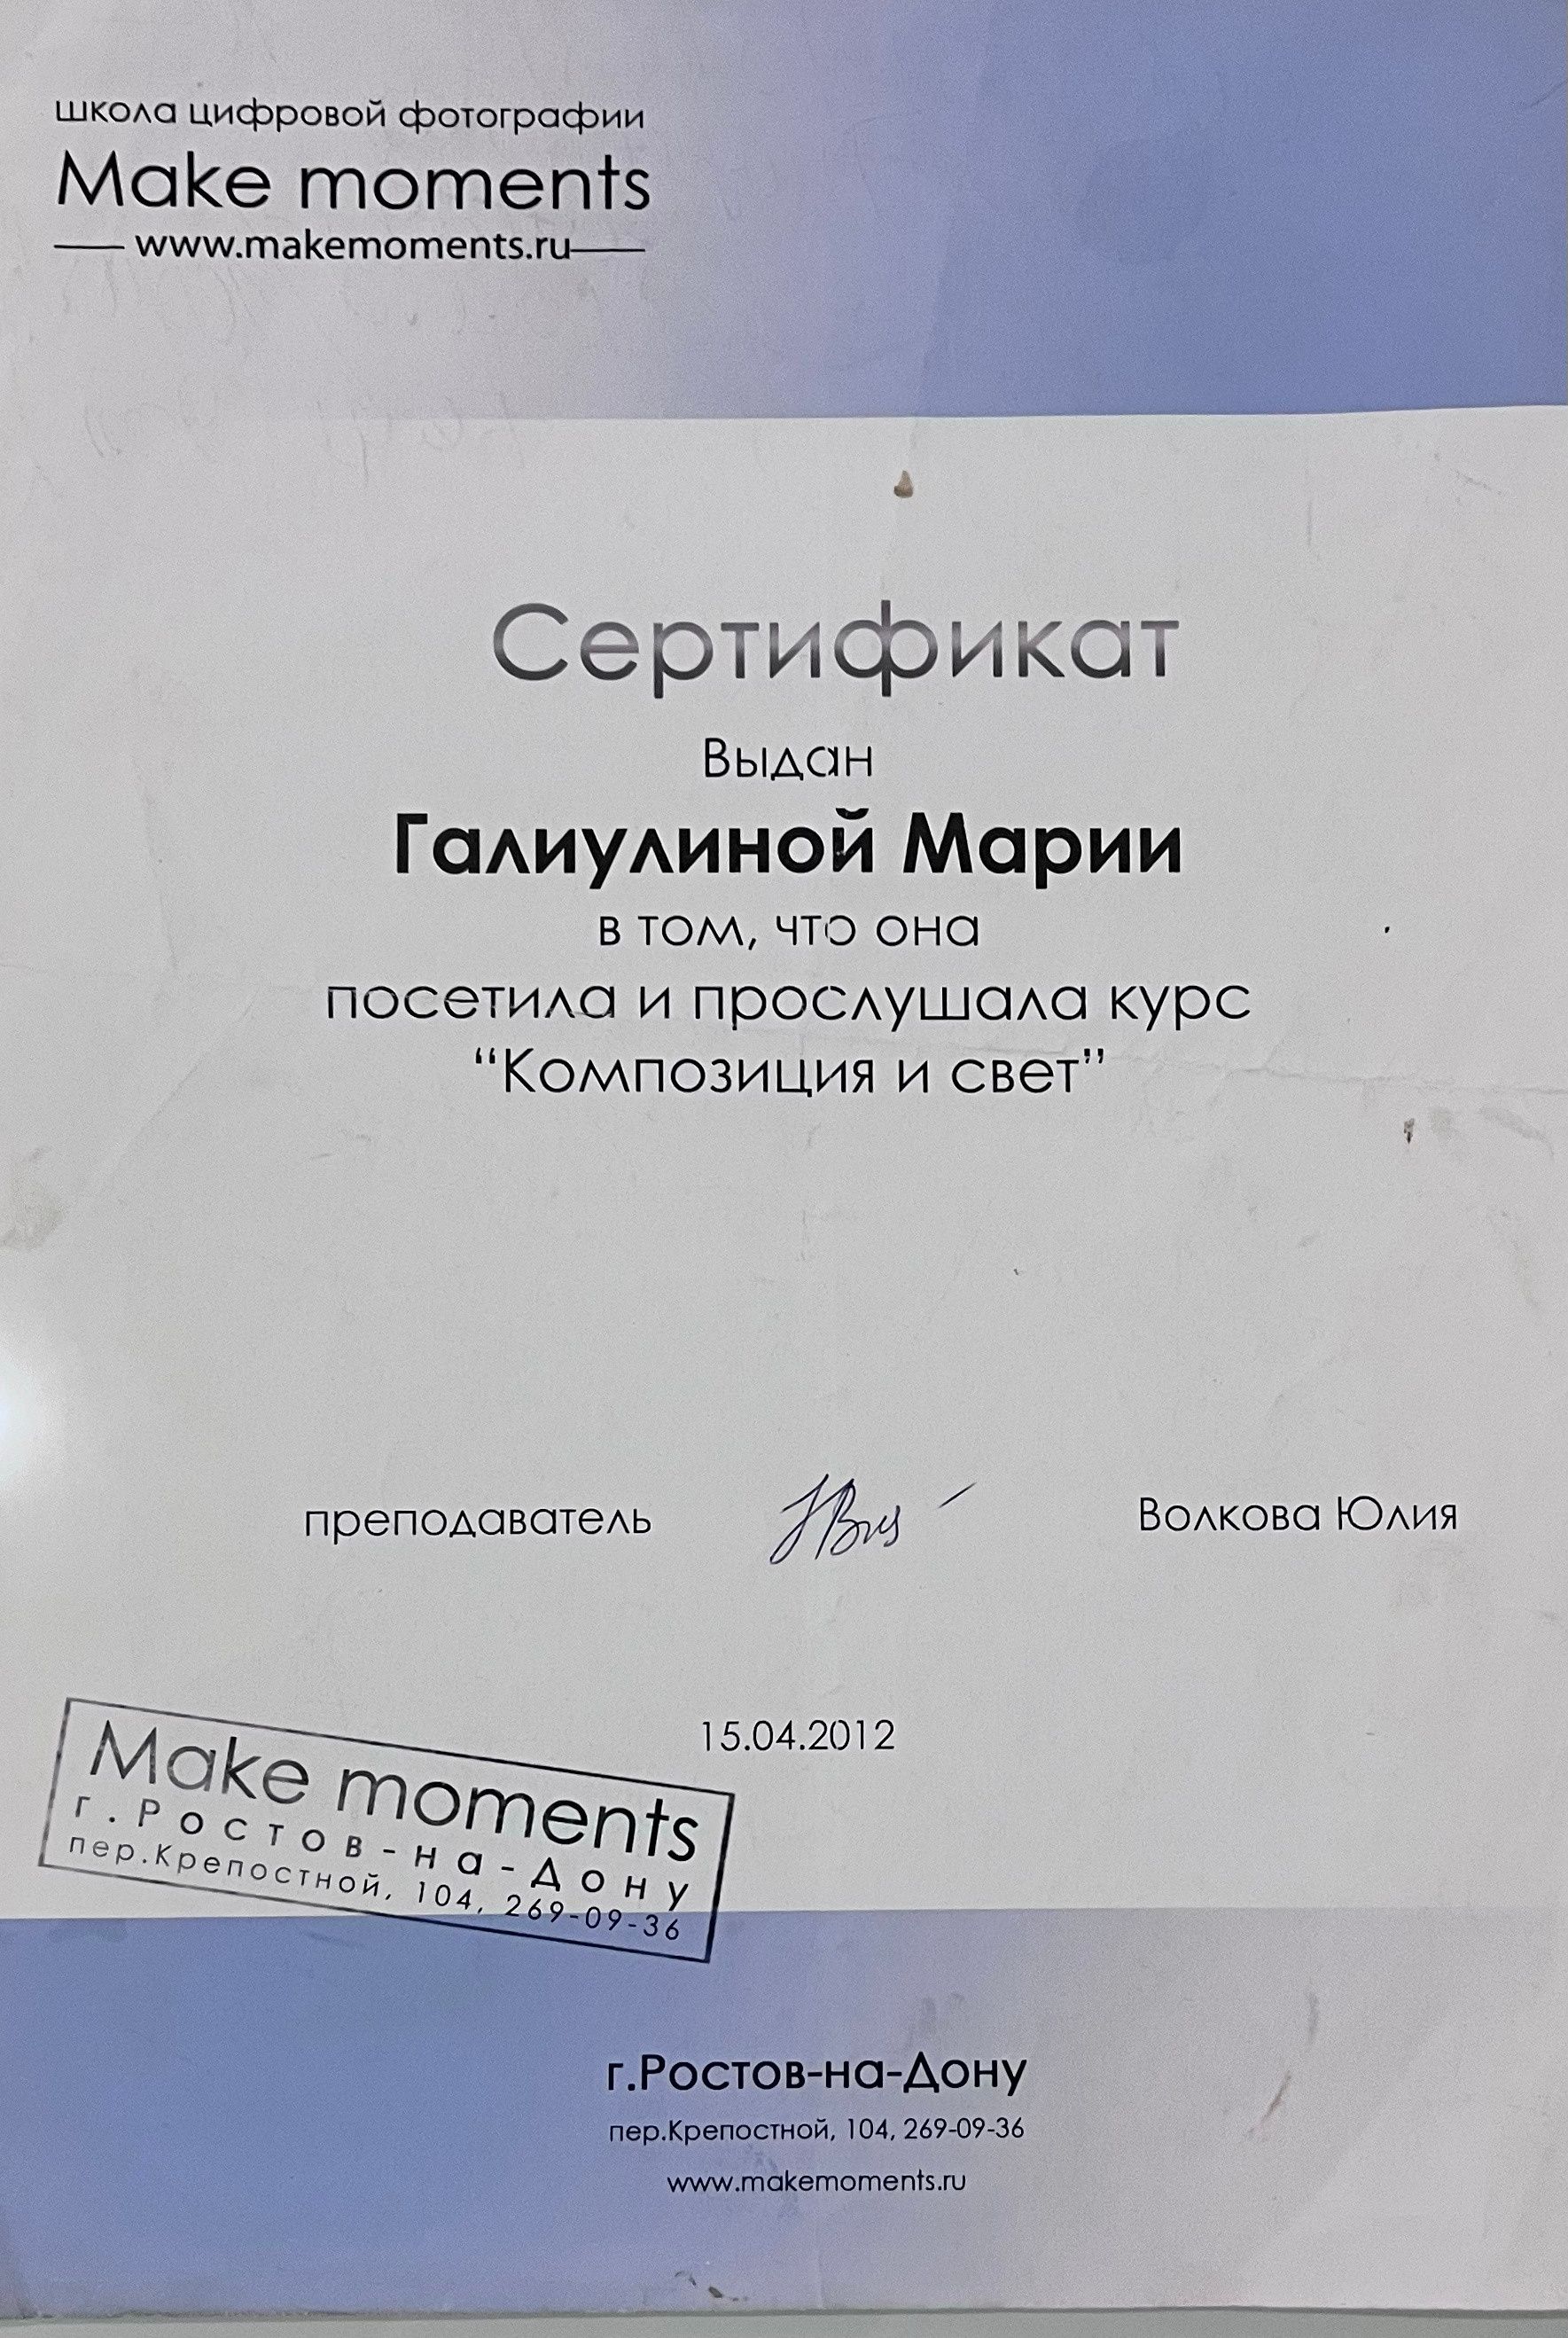 школа цифровой фотографии
Make moments
www.makemoments.ru
Сертификат
Выдан
Галиулиной Марии
в том, что она
посетила и прослушала курс
“Композиция и свет”
преподаватель Волкова Юлия
15.04.2012
Make moments
г.Ростов-на-Дону
пер.Крепостной, 104, 269-09-36
г.Ростов-на-Дону
пер.Крепостной, 104, 269-09-36
www.makemoments.ru